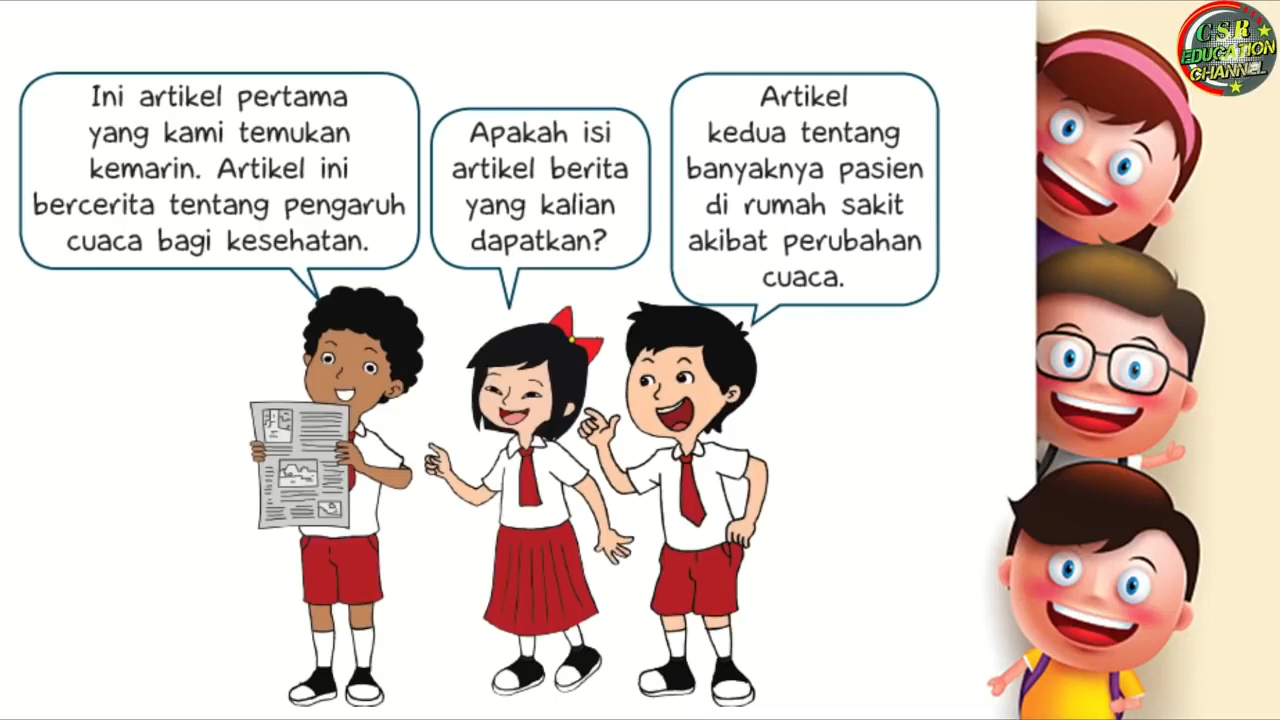 Ini artikel pertama
yang kami temukan
kemarin. Artikel ini
bercerita tentang pengaruh
cuaca bagi kesehatan.
Apakah isi
artikel berita
yang kalian
dapatkan?
Artikel
kedua tentang
banyaknya pasien
di rumah sakit
akibat perubahan
cuaca.
CSR
EDUCATION
CHANNEL